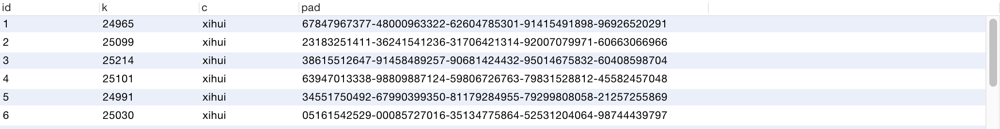 id k c pad
1 24965 xihui 67847967377-48000963322-62604785301-91415491898-96926520291
2 25099 xihui 23183251411-36241541236-31706421314-92007079971-60663066966
3 25214 xihui 38615512647-91458489257-90681424432-95014675832-60408598704
4 25101 xihui 63947013338-98809887124-59806726763-79831528812-45582457048
5 24991 xihui 34551750492-67990399350-81179284955-79299808058-21257255869
6 25030 xihui 05161542529-00085727016-35134775864-52531204064-98744439797